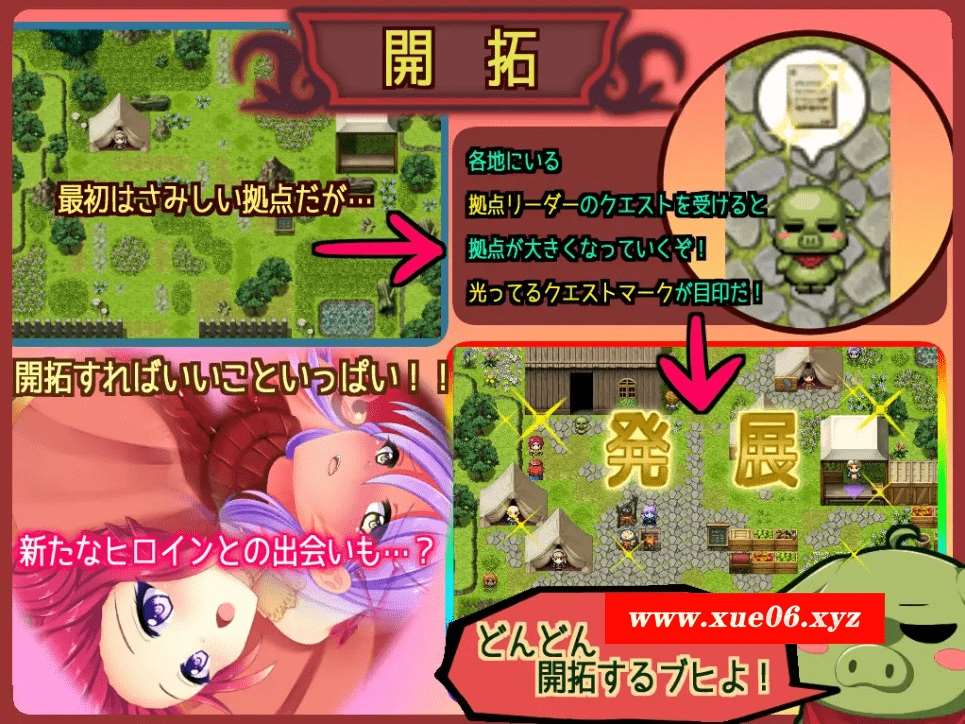 開拓
最初はさみしい拠点だが…
各地にいる
拠点リーダーのクエストを受けると
拠点が大きくなっていくぞ！
光ってるクエストマークが目印だ！
開拓すればいいこといっぱい！！
発展
新たなヒロインとの出会いも…？
www.xue06.xyz
どんどん
開拓するブヒよ！